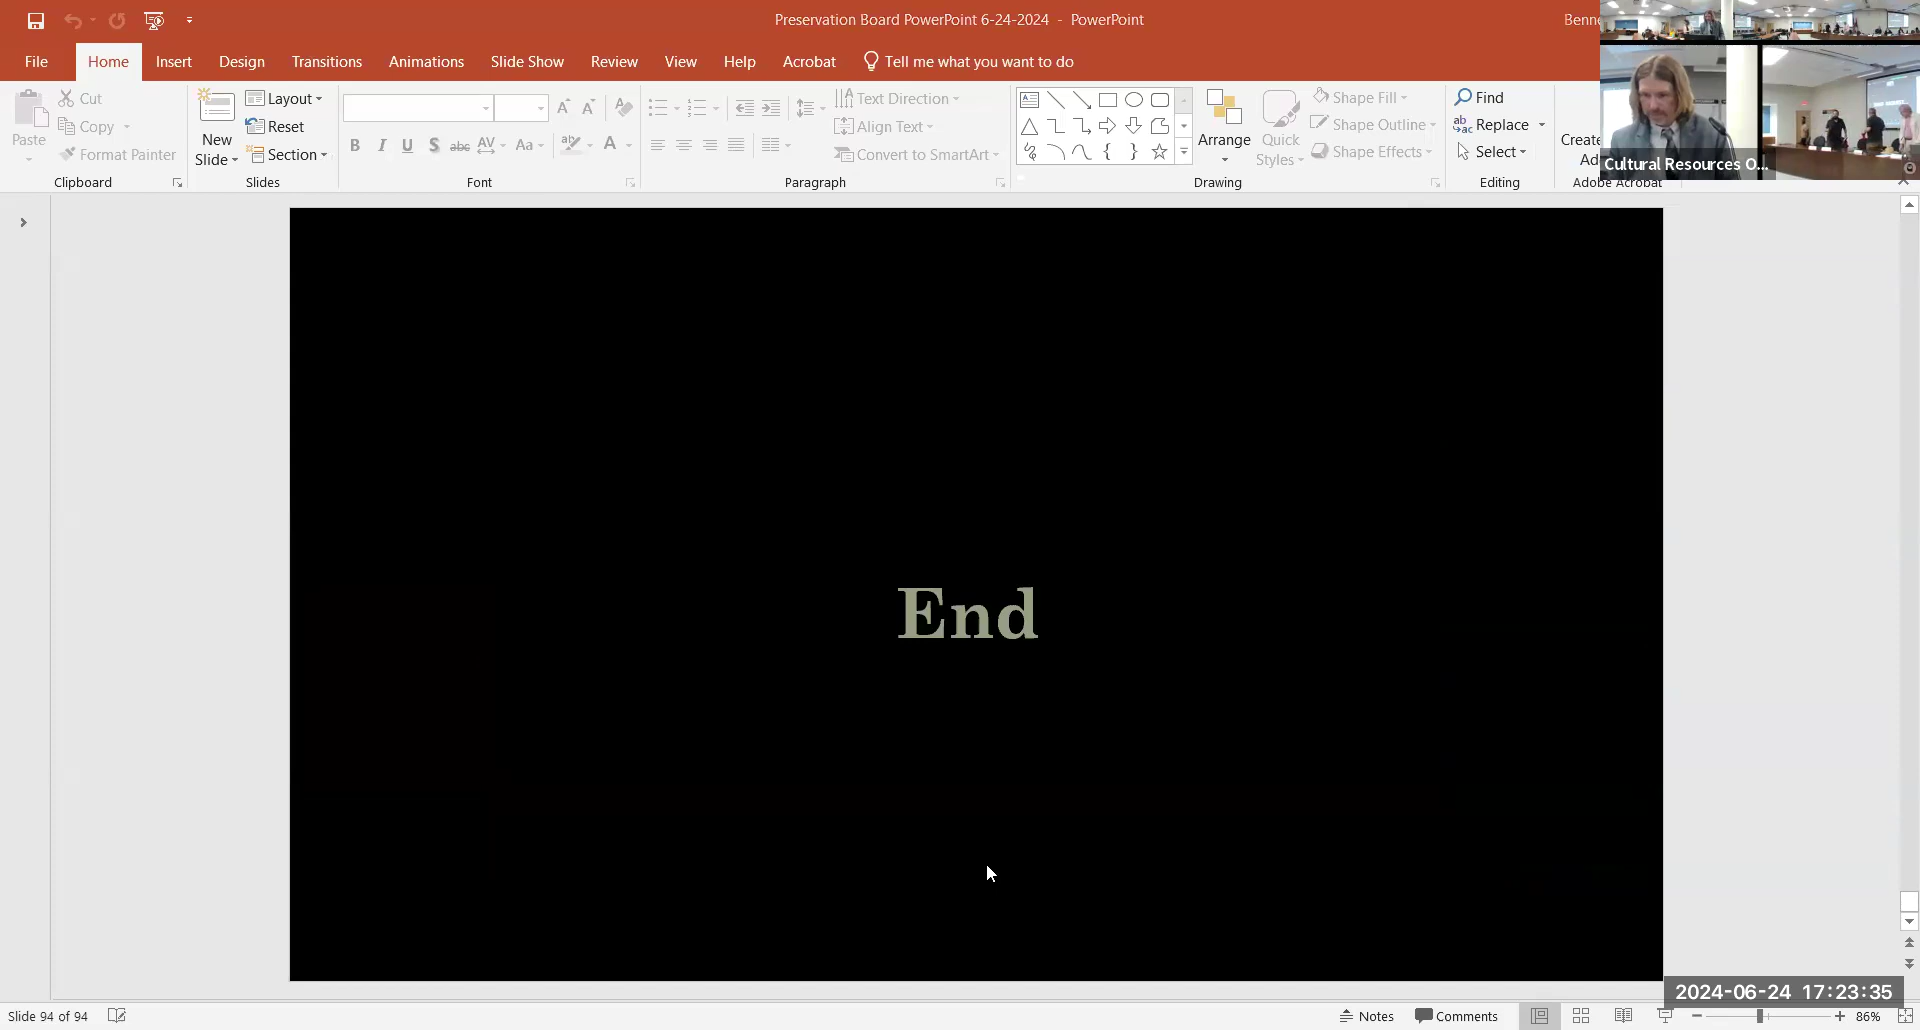 Preservation Board PowerPoint 6-24-2024 - PowerPoint
File Home Insert Design Transitions Animations Slide Show Review View Help Acrobat Tell me what you want to do
Paste
Cut
Copy
Format Painter
Clipboard
New
Slide
Layout
Reset
Section
Slides
B I U S abc AV Aa A
Font
Text Direction
Align Text
Convert to SmartArt
Paragraph
Arrange
Quick
Styles
Shape Fill
Shape Outline
Shape Effects
Drawing
Find
Replace
Select
Editing
Adobe Acrobat
Cultural Resources O...
End
2024-06-24 17:23:35
Slide 94 of 94
Notes
Comments
86%